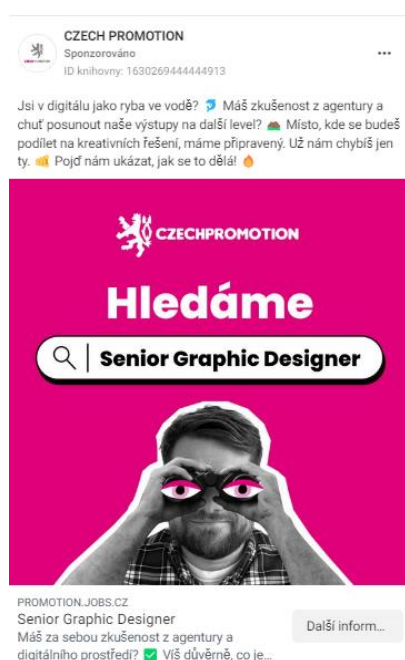 CZECH PROMOTION
Sponzorováno
ID knihovny: 1630269444444913
Jsi v digitálu jako ryba ve vodě? 🐬 Máš zkušenost z agentury a
chuť posunout naše výstupy na další level? 🏔 Místo, kde se budeš
podílet na kreativních řešení, máme připravený. Už nám chybíš jen
ty. 🤙 Pojď nám ukázat, jak se to dělá! 🔥
CZECHPROMOTION
Hledáme
Senior Graphic Designer
PROMOTION.JOBS.CZ
Senior Graphic Designer
Další inform...
Máš za sebou zkušenost z agentury a
digitálního prostředí? ✅ Víš důvěrně, co je...